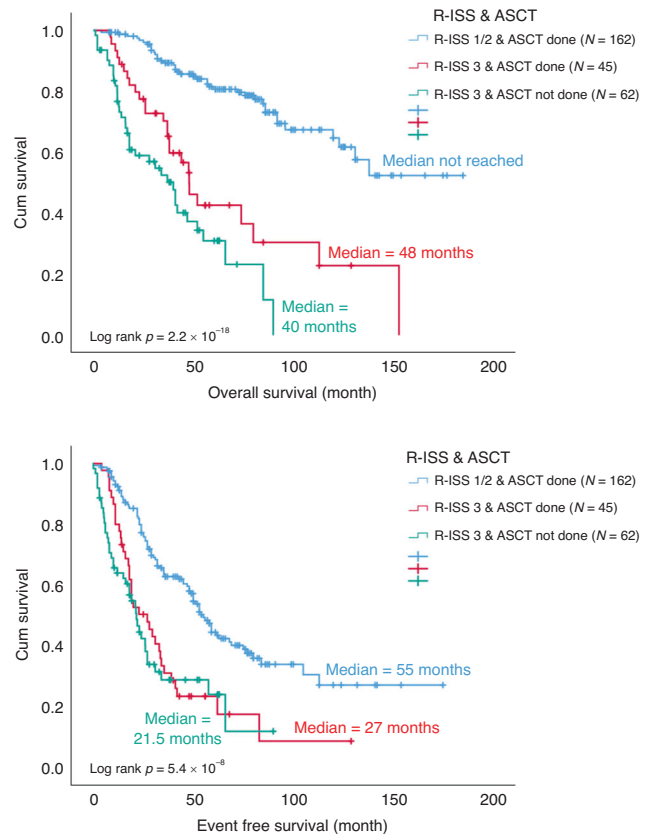 R-ISS & ASCT
R-ISS 1/2 & ASCT done (N = 162)
R-ISS 3 & ASCT done (N = 45)
R-ISS 3 & ASCT not done (N = 62)
1.0
0.8
0.6
0.4
0.2
0.0
Cum survival
Median not reached
Median = 48 months
Median =
40 months
Log rank p = 2.2 × 10⁻¹⁸
0 50 100 150 200
Overall survival (month)
R-ISS & ASCT
R-ISS 1/2 & ASCT done (N = 162)
R-ISS 3 & ASCT done (N = 45)
R-ISS 3 & ASCT not done (N = 62)
1.0
0.8
0.6
0.4
0.2
0.0
Cum survival
Median = 55 months
Median =
21.5 months
Median = 27 months
Log rank p = 5.4 × 10⁻⁸
0 50 100 150 200
Event free survival (month)